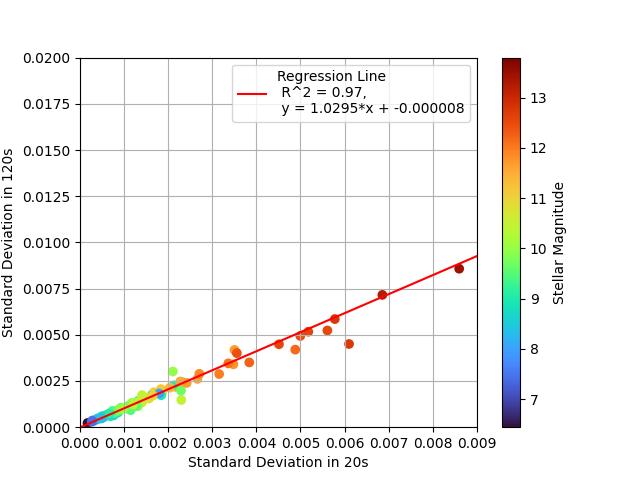 Regression Line
R^2 = 0.97,
y = 1.0295*x + -0.000008
0.0200
0.0175
0.0150
0.0125
0.0100
0.0075
0.0050
0.0025
0.0000
Standard Deviation in 120s
0.000 0.001 0.002 0.003 0.004 0.005 0.006 0.007 0.008 0.009
Standard Deviation in 20s
13
12
11
10
9
8
7
Stellar Magnitude